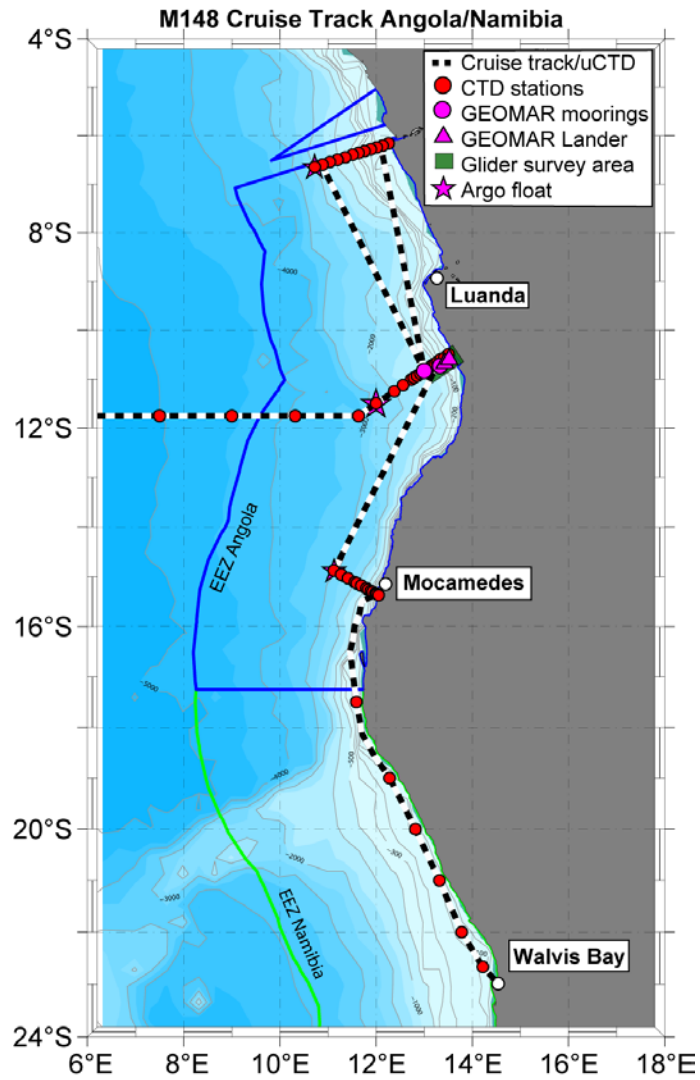 M148 Cruise Track Angola/Namibia
4°S
8°S
12°S
16°S
20°S
24°S
6°E
8°E
10°E
12°E
14°E
16°E
18°E
Cruise track/uCTD
CTD stations
GEOMAR moorings
GEOMAR Lander
Glider survey area
Argo float
Luanda
Mocamedes
Walvis Bay
EEZ Angola
EEZ Namibia
-4000
-2000
-5000
-4000
-500
-2000
-300
-3000
-1000